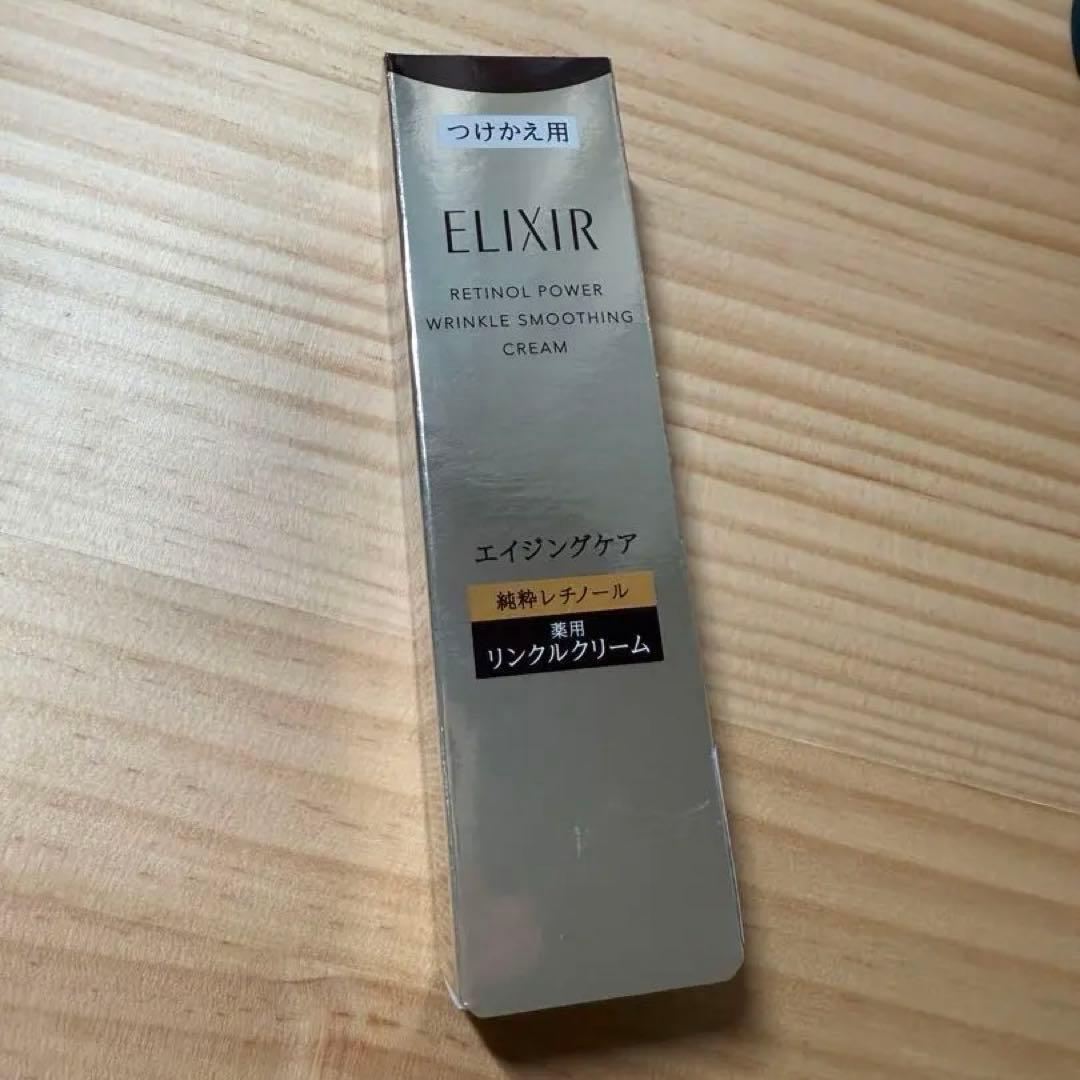 つけかえ用
ELIXIR
RETINOL POWER
WRINKLE SMOOTHING
CREAM
エイジングケア
純粋レチノール
薬用
リンクルクリーム